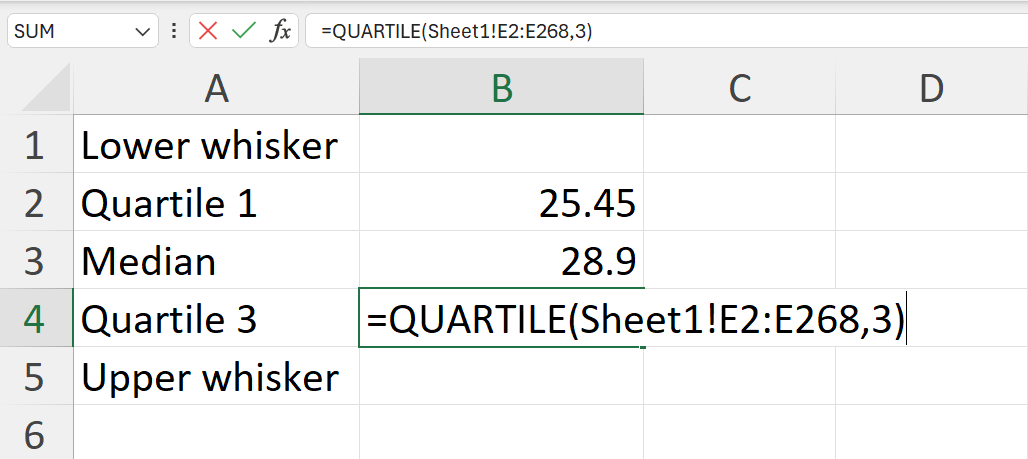 SUM fx =QUARTILE(Sheet1!E2:E268,3)
A B C D
1 Lower whisker
2 Quartile 1 25.45
3 Median 28.9
4 Quartile 3 =QUARTILE(Sheet1!E2:E268,3)
5 Upper whisker
6